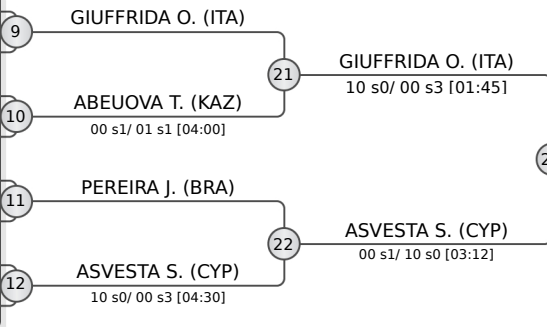 9
GIUFFRIDA O. (ITA)
21
GIUFFRIDA O. (ITA)
10 s0/ 00 s3 [01:45]
10
ABEUOVA T. (KAZ)
00 s1/ 01 s1 [04:00]
2
11
PEREIRA J. (BRA)
22
ASVESTA S. (CYP)
00 s1/ 10 s0 [03:12]
12
ASVESTA S. (CYP)
10 s0/ 00 s3 [04:30]